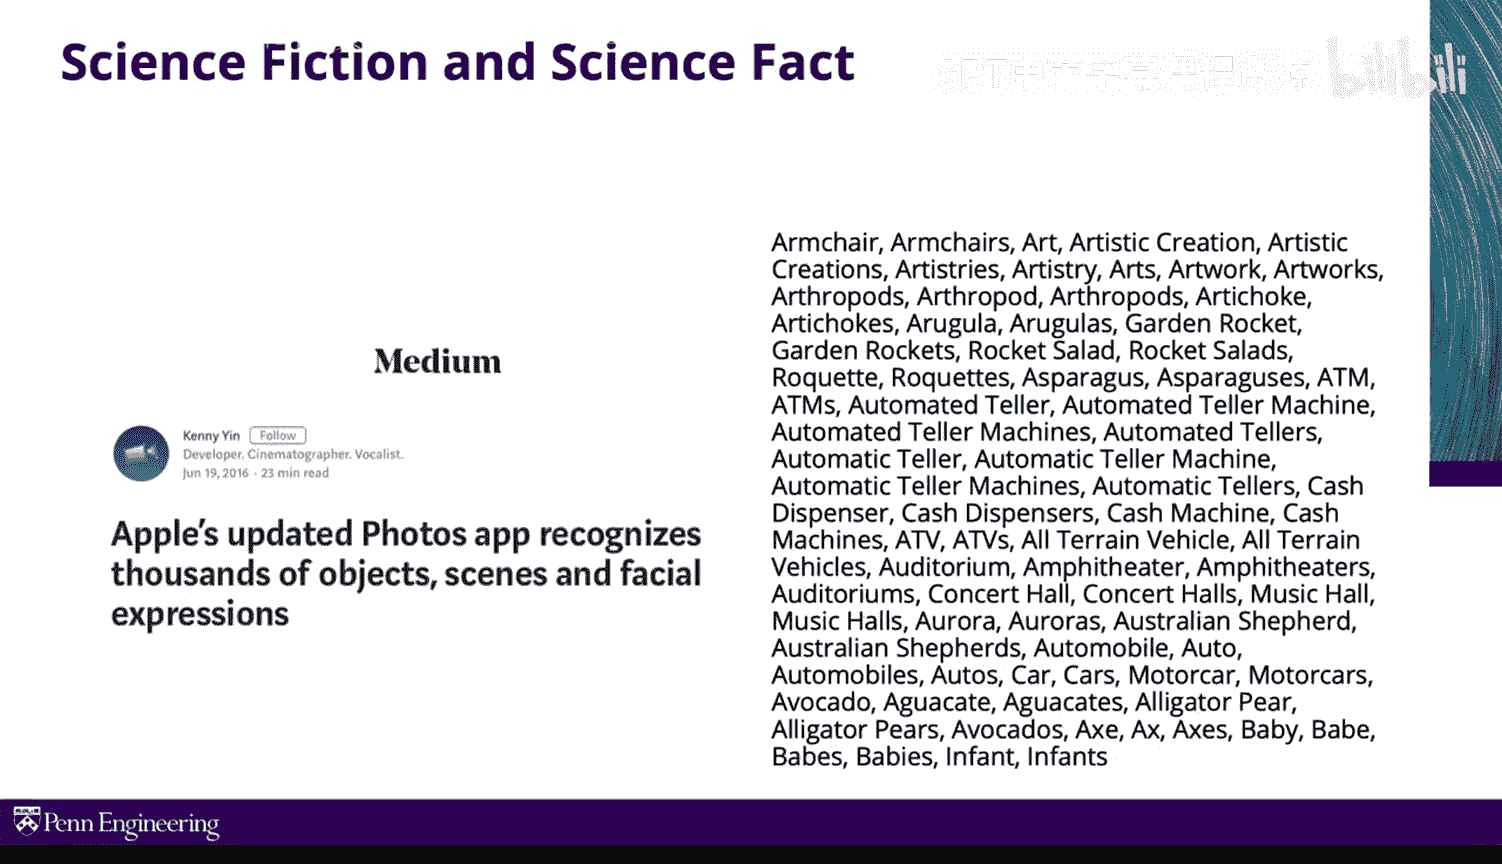 Science Fiction and Science Fact
bilibili
Medium
Kenny Yin Follow
Developer. Cinematographer. Vocalist.
Jun 19, 2016 · 23 min read
Apple’s updated Photos app recognizes
thousands of objects, scenes and facial
expressions
Armchair, Armchairs, Art, Artistic Creation, Artistic
Creations, Artistries, Artistry, Arts, Artwork, Artworks,
Arthropods, Arthropod, Arthropods, Artichoke,
Artichokes, Arugula, Arugulas, Garden Rocket,
Garden Rockets, Rocket Salad, Rocket Salads,
Roquette, Roquettes, Asparagus, Asparaguses, ATM,
ATMs, Automated Teller, Automated Teller Machine,
Automated Teller Machines, Automated Tellers,
Automatic Teller, Automatic Teller Machine,
Automatic Teller Machines, Automatic Tellers, Cash
Dispenser, Cash Dispensers, Cash Machine, Cash
Machines, ATV, ATVs, All Terrain Vehicle, All Terrain
Vehicles, Auditorium, Amphitheater, Amphitheaters,
Auditoriums, Concert Hall, Concert Halls, Music Hall,
Music Halls, Aurora, Auroras, Australian Shepherd,
Australian Shepherds, Automobile, Auto,
Automobiles, Autos, Car, Cars, Motorcar, Motorcars,
Avocado, Aguacate, Aguacates, Alligator Pear,
Alligator Pears, Avocados, Axe, Ax, Axes, Baby, Babe,
Babes, Babies, Infant, Infants
Penn Engineering